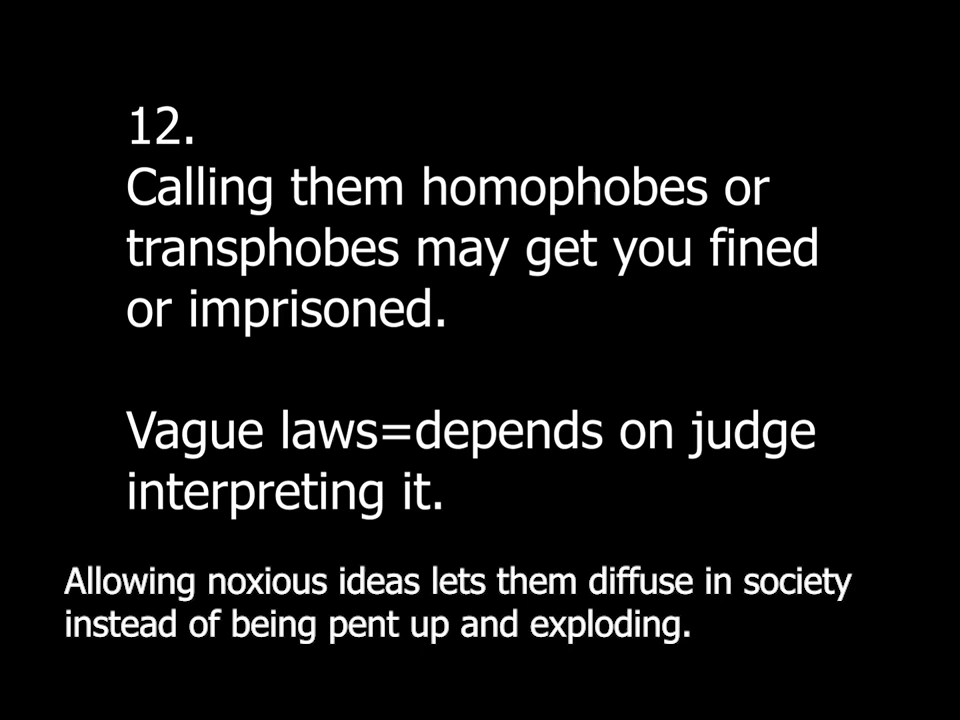 12.
Calling them homophobes or
transphobes may get you fined
or imprisoned.
Vague laws=depends on judge
interpreting it.
Allowing noxious ideas lets them diffuse in society
instead of being pent up and exploding.